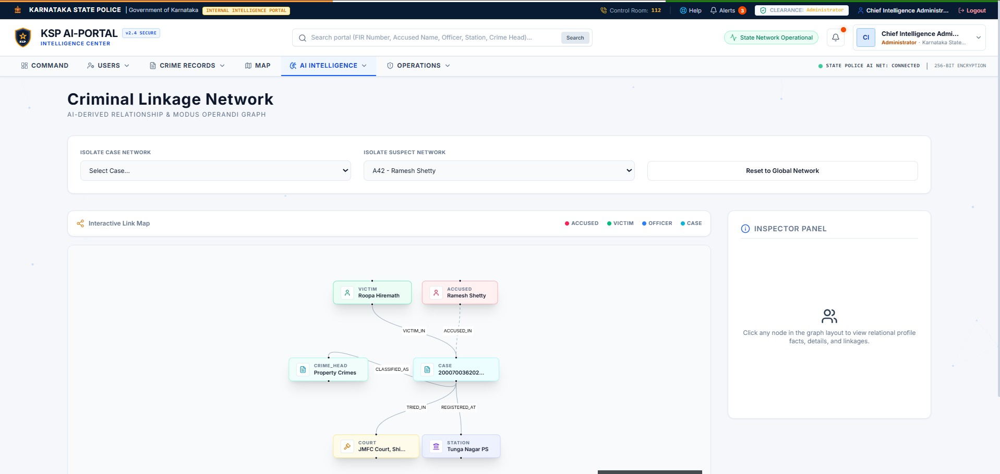 KARNATAKA STATE POLICE | Government of Karnataka INTERNAL INTELLIGENCE PORTAL
Control Room: 112 Help Alerts 3 CLEARANCE: Administrator Chief Intelligence Administr... Logout
KSP
KSP AI-PORTAL v2.4 SECURE
INTELLIGENCE CENTER
Search portal (FIR Number, Accused Name, Officer, Station, Crime Head)... Search
State Network Operational
CI
Chief Intelligence Admi...
Administrator · Karnataka State...
COMMAND USERS CRIME RECORDS MAP AI INTELLIGENCE OPERATIONS
STATE POLICE AI NET: CONNECTED | 256-BIT ENCRYPTION
Criminal Linkage Network
AI-DERIVED RELATIONSHIP & MODUS OPERANDI GRAPH
ISOLATE CASE NETWORK
Select Case...
ISOLATE SUSPECT NETWORK
A42 - Ramesh Shetty
Reset to Global Network
Interactive Link Map
ACCUSED VICTIM OFFICER CASE
VICTIM
Roopa Hiremath
ACCUSED
Ramesh Shetty
VICTIM_IN
ACCUSED_IN
CRIME_HEAD
Property Crimes
CLASSIFIED_AS
CASE
200070036202...
TRIED_IN
REGISTERED_AT
COURT
JMFC Court, Shi...
STATION
Tunga Nagar PS
INSPECTOR PANEL
Click any node in the graph layout to view relational profile
facts, details, and linkages.